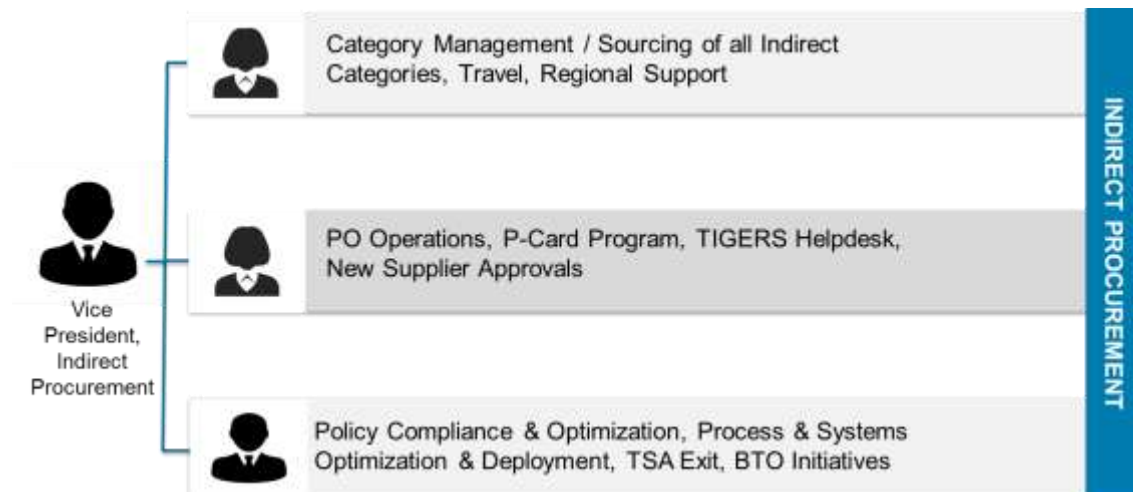 Category Management / Sourcing of all Indirect
Categories, Travel, Regional Support
PO Operations, P-Card Program, TIGERS Helpdesk,
New Supplier Approvals
Vice
President,
Indirect
Procurement
Policy Compliance & Optimization, Process & Systems
Optimization & Deployment, TSA Exit, BTO Initiatives
INDIRECT PROCUREMENT